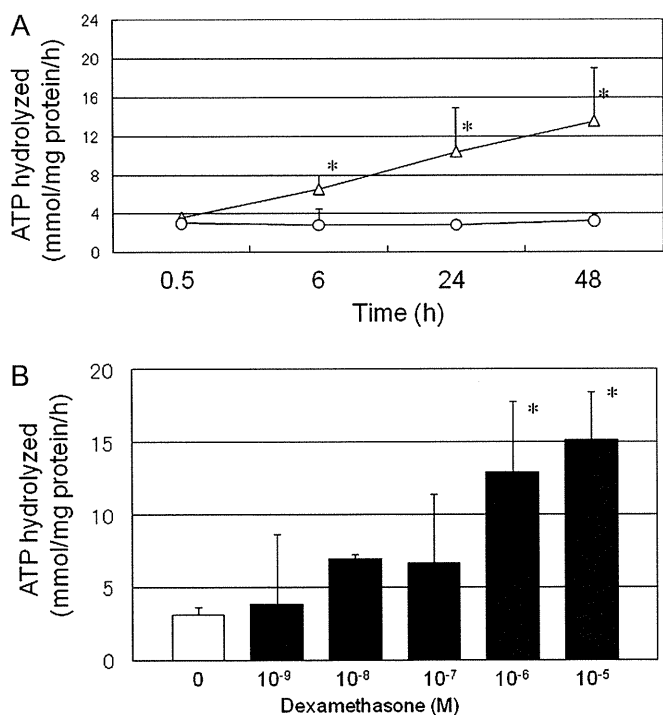 A
ATP hydrolyzed
(mmol/mg protein/h)
24
20
16
12
8
4
0
*
*
*
0.5 6 24 48
Time (h)
B
ATP hydrolyzed
(mmol/mg protein/h)
20
15
10
5
0
* *
0 10⁻⁹ 10⁻⁸ 10⁻⁷ 10⁻⁶ 10⁻⁵
Dexamethasone (M)